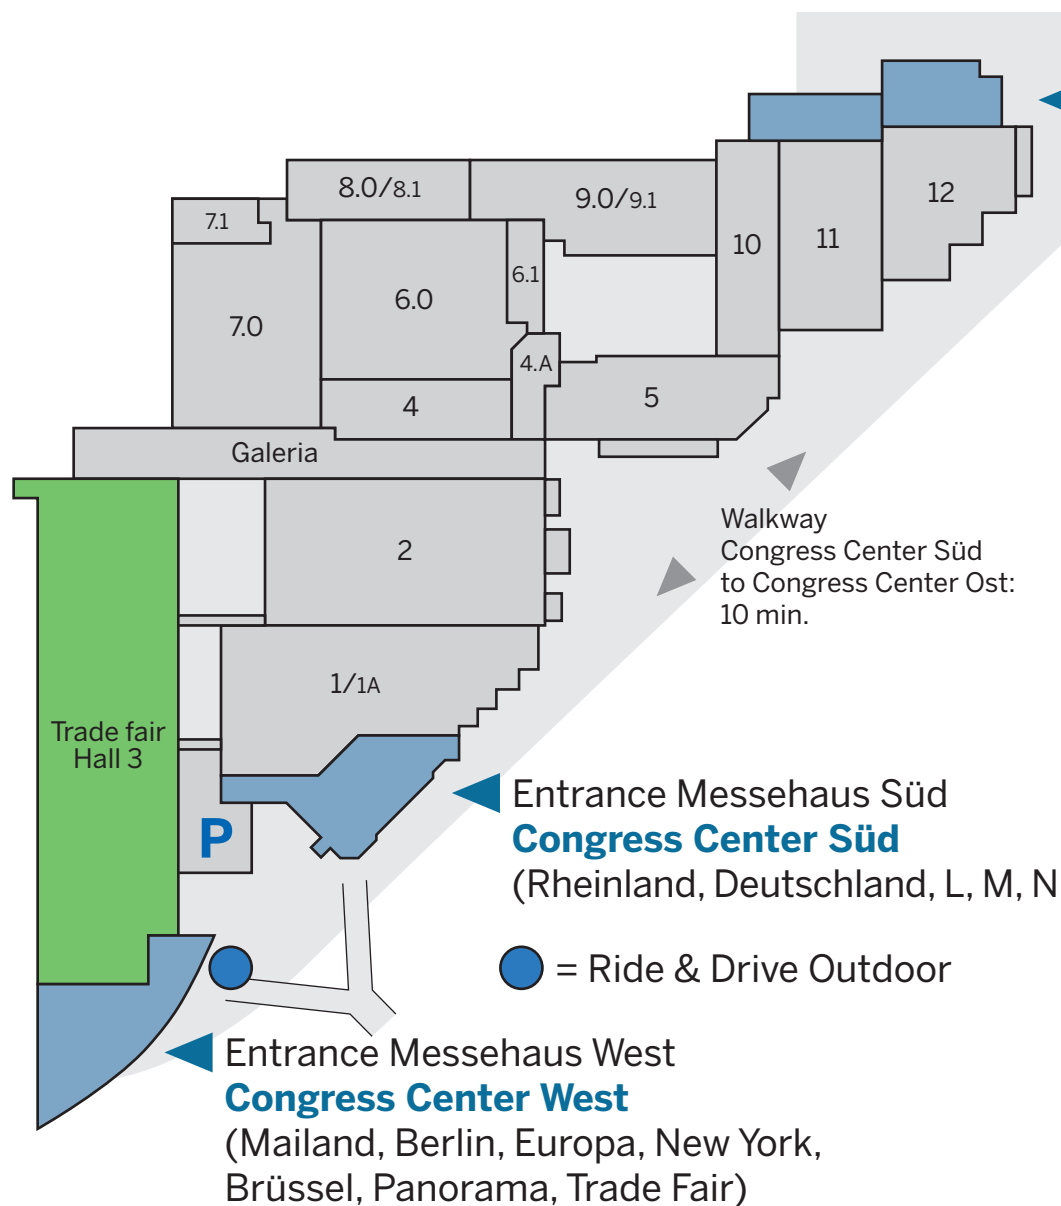 8.0/8.1
9.0/9.1
12
7.1
10
11
6.1
6.0
7.0
4.A
4
5
Galeria
2
Walkway
Congress Center Süd
to Congress Center Ost:
10 min.
1/1A
Trade fair
Hall 3
P
Entrance Messehaus Süd
Congress Center Süd
(Rheinland, Deutschland, L, M, N
= Ride & Drive Outdoor
Entrance Messehaus West
Congress Center West
(Mailand, Berlin, Europa, New York,
Brüssel, Panorama, Trade Fair)